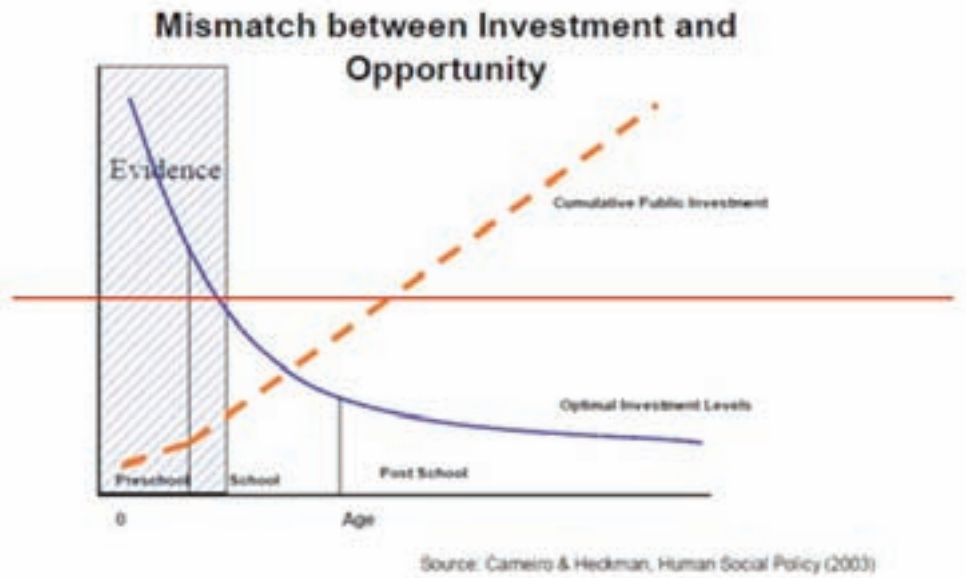 Mismatch between Investment and
Opportunity
Evidence
Cumulative Public Investment
Optimal Investment Levels
Preschool
School
Post School
0
Age
Source: Carneiro & Heckman, Human Social Policy (2003)